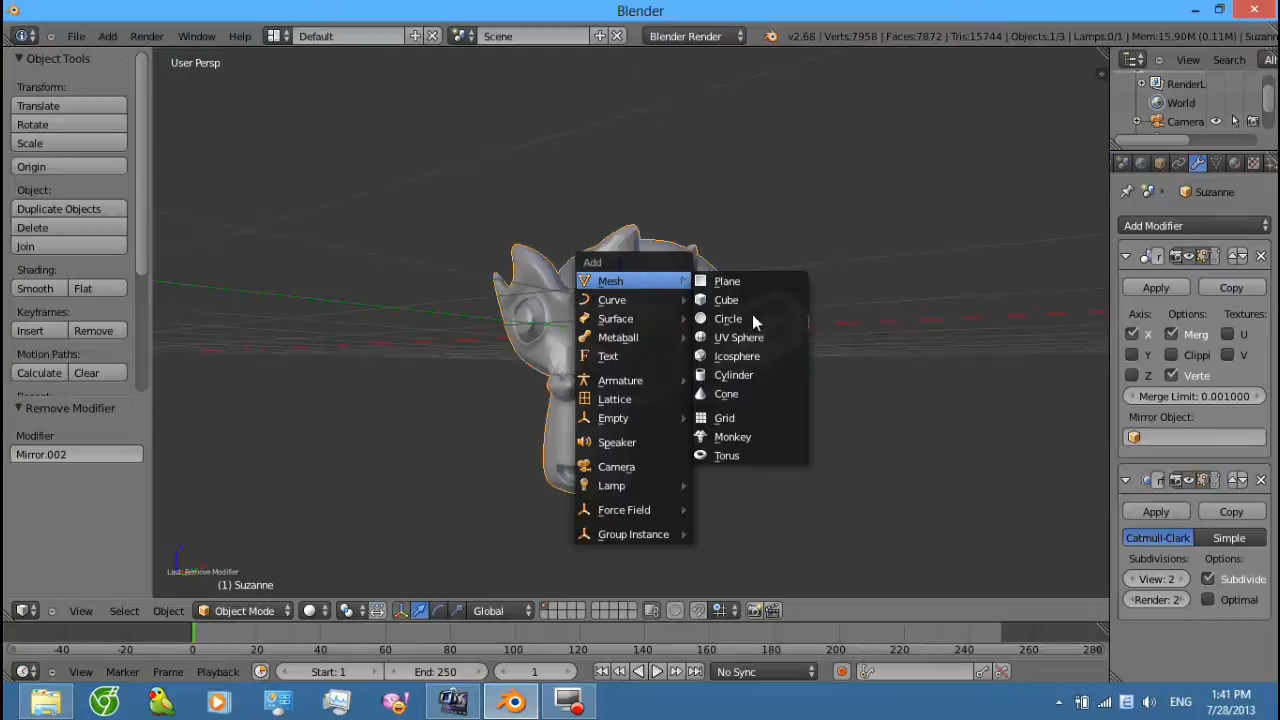 Blender
File Add Render Window Help Default Scene Blender Render v2.68 | Verts:7958 | Faces:7872 | Tris:15744 | Objects:1/3 | Lamps:0/1 | Mem:15.90M (0.11M) | Suzann
Object Tools
Transform:
Translate
Rotate
Scale
Origin
Object:
Duplicate Objects
Delete
Join
Shading:
Smooth Flat
Keyframes:
Insert Remove
Motion Paths:
Calculate Clear
Remove Modifier
Modifier
Mirror.002
User Persp
Add
Mesh
Curve
Surface
Metaball
Text
Armature
Lattice
Empty
Speaker
Camera
Lamp
Force Field
Group Instance
Plane
Cube
Circle
UV Sphere
Icosphere
Cylinder
Cone
Grid
Monkey
Torus
Last: Remove Modifier
(1) Suzanne
View Search All
RenderL
World
Camera
Suzanne
Add Modifier
Apply Copy
Axis: Options: Textures:
X Merg U
Y Clippi V
Z Verte
Merge Limit: 0.001000
Mirror Object:
Apply Copy
Catmull-Clark Simple
Subdivisions: Options:
View: 2 Subdivide
Render: 2 Optimal
View Select Object Object Mode Global
-40 -20 0 20 40 60 80 100 120 140 160 180 200 220 240 260 280
View Marker Frame Playback Start: 1 End: 250 1 No Sync
ENG
1:41 PM
7/28/2013